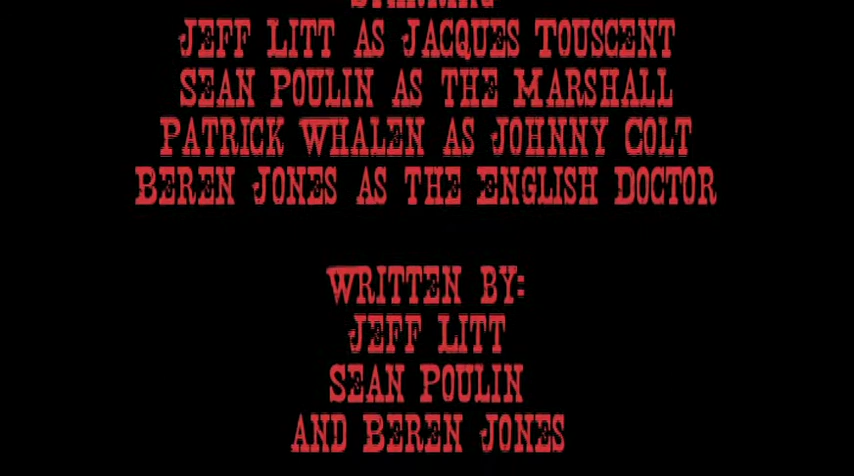 STARRING
JEFF LITT AS JACQUES TOUSCENT
SEAN POULIN AS THE MARSHALL
PATRICK WHALEN AS JOHNNY COLT
BEREN JONES AS THE ENGLISH DOCTOR
WRITTEN BY:
JEFF LITT
SEAN POULIN
AND BEREN JONES